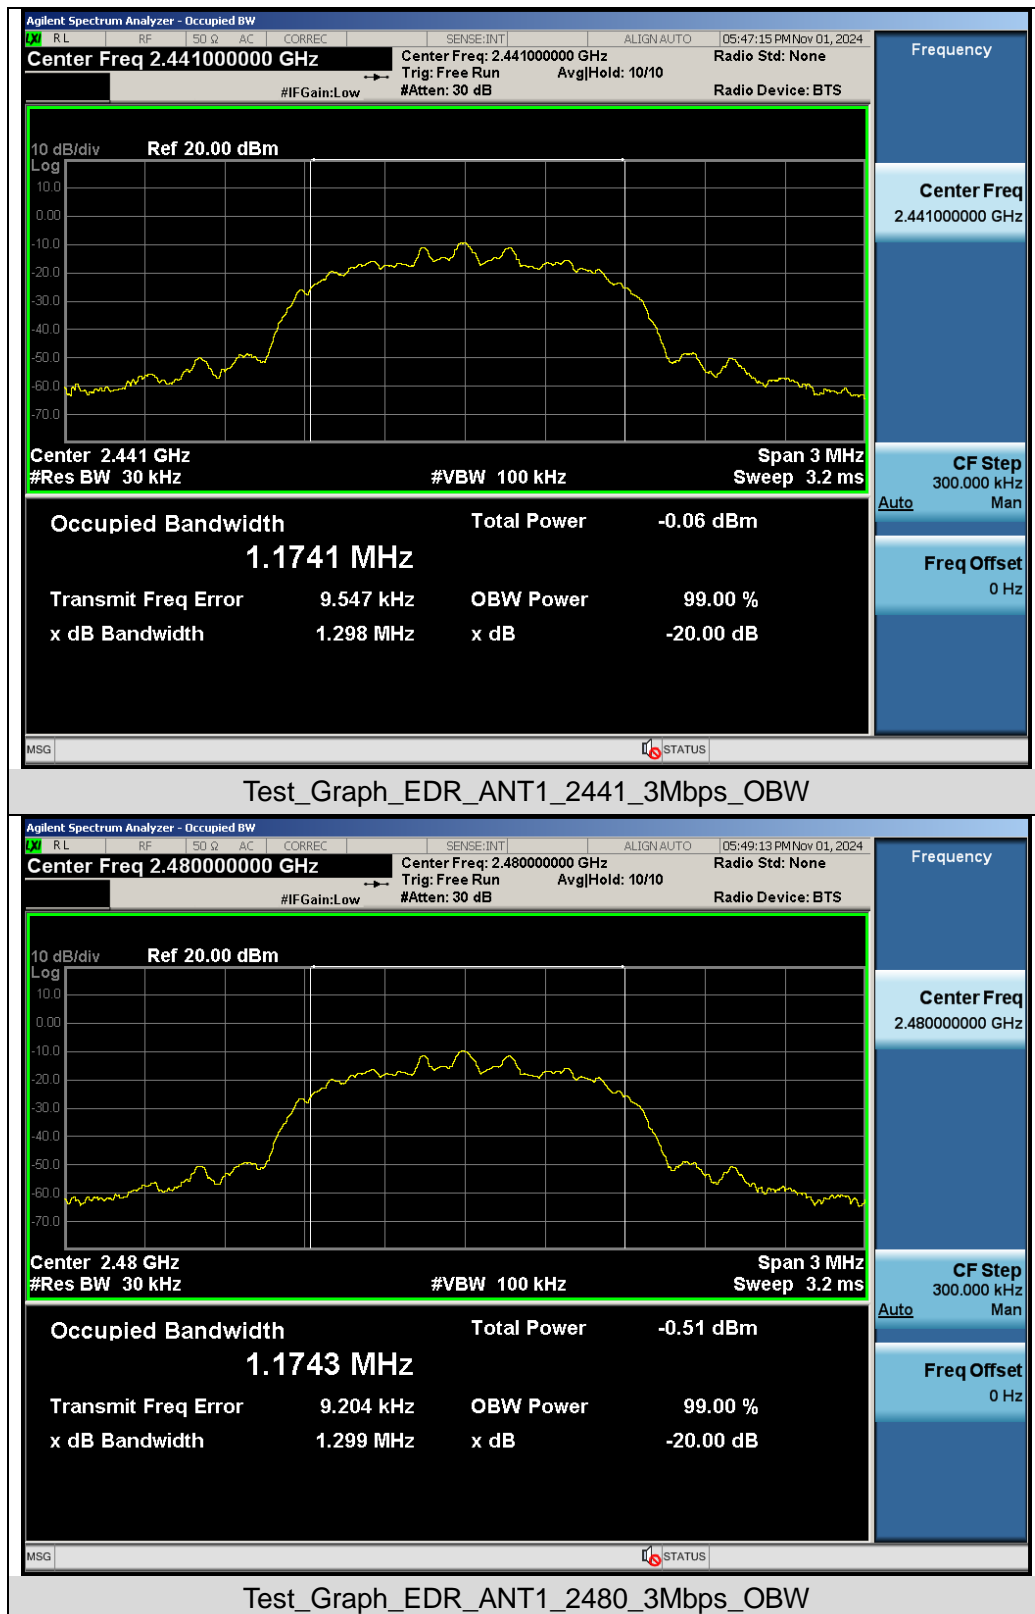 Agilent Spectrum Analyzer - Occupied BW
LXI RL RF 50 Ω AC CORREC SENSE:INT ALIGN AUTO 05:47:15 PM Nov 01, 2024
Center Freq 2.441000000 GHz Center Freq: 2.441000000 GHz Radio Std: None Frequency
Trig: Free Run Avg|Hold: 10/10
#IFGain:Low #Atten: 30 dB Radio Device: BTS
10 dB/div Ref 20.00 dBm
Log
10.0
0.00
-10.0
-20.0
-30.0
-40.0
-50.0
-60.0
-70.0
Center Freq
2.441000000 GHz
Center 2.441 GHz Span 3 MHz
#Res BW 30 kHz #VBW 100 kHz Sweep 3.2 ms
CF Step
300.000 kHz
Auto Man
Occupied Bandwidth Total Power -0.06 dBm
1.1741 MHz
Transmit Freq Error 9.547 kHz OBW Power 99.00 %
x dB Bandwidth 1.298 MHz x dB -20.00 dB
Freq Offset
0 Hz
MSG STATUS
Test_Graph_EDR_ANT1_2441_3Mbps_OBW
Agilent Spectrum Analyzer - Occupied BW
LXI RL RF 50 Ω AC CORREC SENSE:INT ALIGN AUTO 05:49:13 PM Nov 01, 2024
Center Freq 2.480000000 GHz Center Freq: 2.480000000 GHz Radio Std: None Frequency
Trig: Free Run Avg|Hold: 10/10
#IFGain:Low #Atten: 30 dB Radio Device: BTS
10 dB/div Ref 20.00 dBm
Log
10.0
0.00
-10.0
-20.0
-30.0
-40.0
-50.0
-60.0
-70.0
Center Freq
2.480000000 GHz
Center 2.48 GHz Span 3 MHz
#Res BW 30 kHz #VBW 100 kHz Sweep 3.2 ms
CF Step
300.000 kHz
Auto Man
Occupied Bandwidth Total Power -0.51 dBm
1.1743 MHz
Transmit Freq Error 9.204 kHz OBW Power 99.00 %
x dB Bandwidth 1.299 MHz x dB -20.00 dB
Freq Offset
0 Hz
MSG STATUS
Test_Graph_EDR_ANT1_2480_3Mbps_OBW